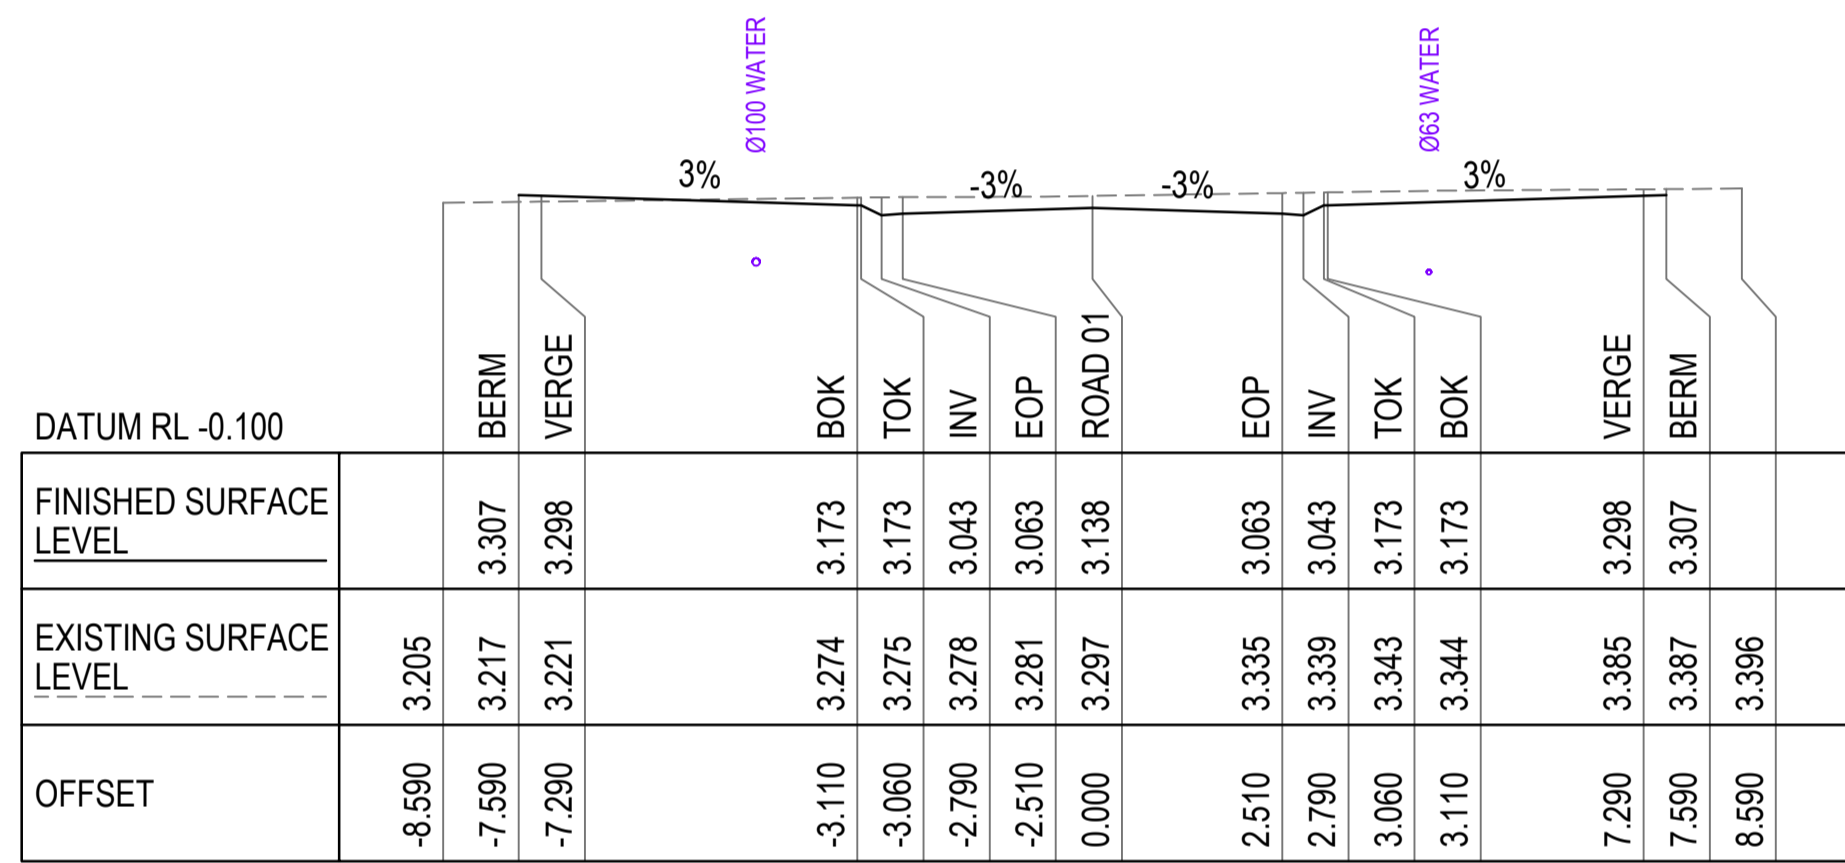 Ø100 WATER
Ø63 WATER
3%
-3%
-3%
3%
DATUM RL -0.100
BERM
VERGE
BOK
TOK
INV
EOP
ROAD 01
EOP
INV
TOK
BOK
VERGE
BERM
FINISHED SURFACE
LEVEL
3.307
3.298
3.173
3.173
3.043
3.063
3.138
3.063
3.043
3.173
3.173
3.298
3.307
EXISTING SURFACE
LEVEL
3.205
3.217
3.221
3.274
3.275
3.278
3.281
3.297
3.335
3.339
3.343
3.344
3.385
3.387
3.396
OFFSET
-8.590
-7.590
-7.290
-3.110
-3.060
-2.790
-2.510
0.000
2.510
2.790
3.060
3.110
7.290
7.590
8.590